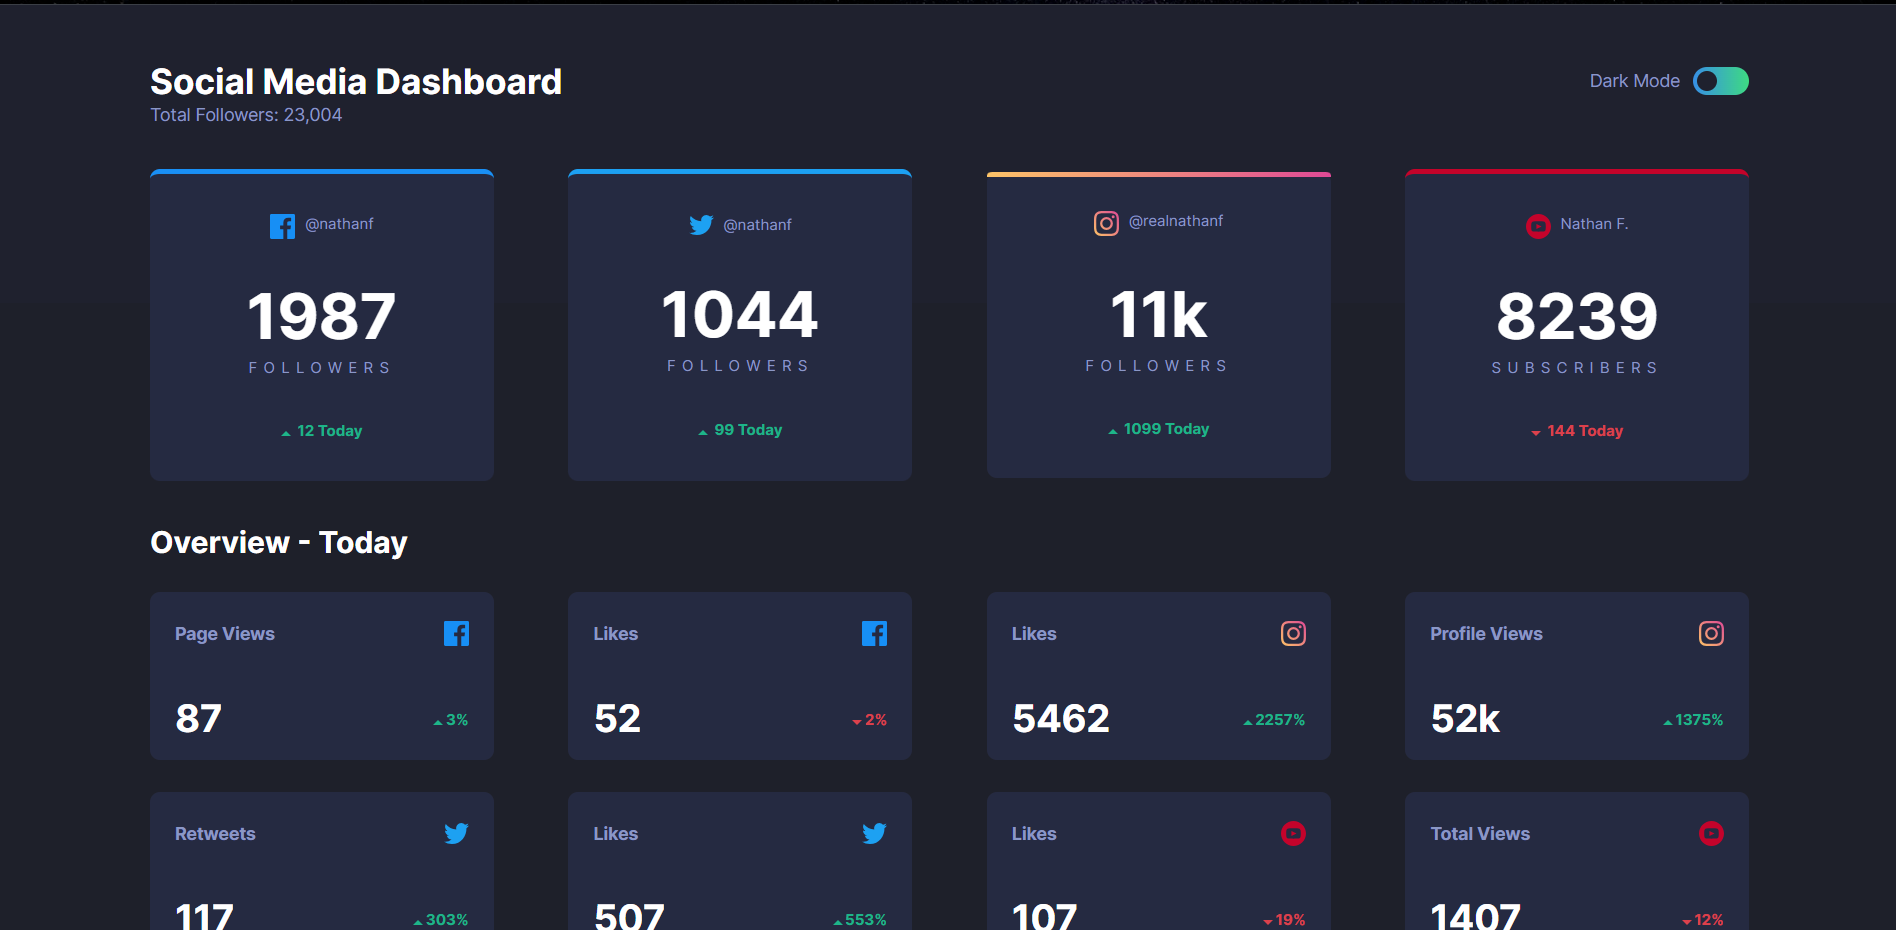 Social Media Dashboard
Total Followers: 23,004
Dark Mode
@nathanf
1987
FOLLOWERS
12 Today
@nathanf
1044
FOLLOWERS
99 Today
@realnathanf
11k
FOLLOWERS
1099 Today
Nathan F.
8239
SUBSCRIBERS
144 Today
Overview - Today
Page Views
87
3%
Likes
52
2%
Likes
5462
2257%
Profile Views
52k
1375%
Retweets
117
303%
Likes
507
553%
Likes
107
19%
Total Views
1407
12%